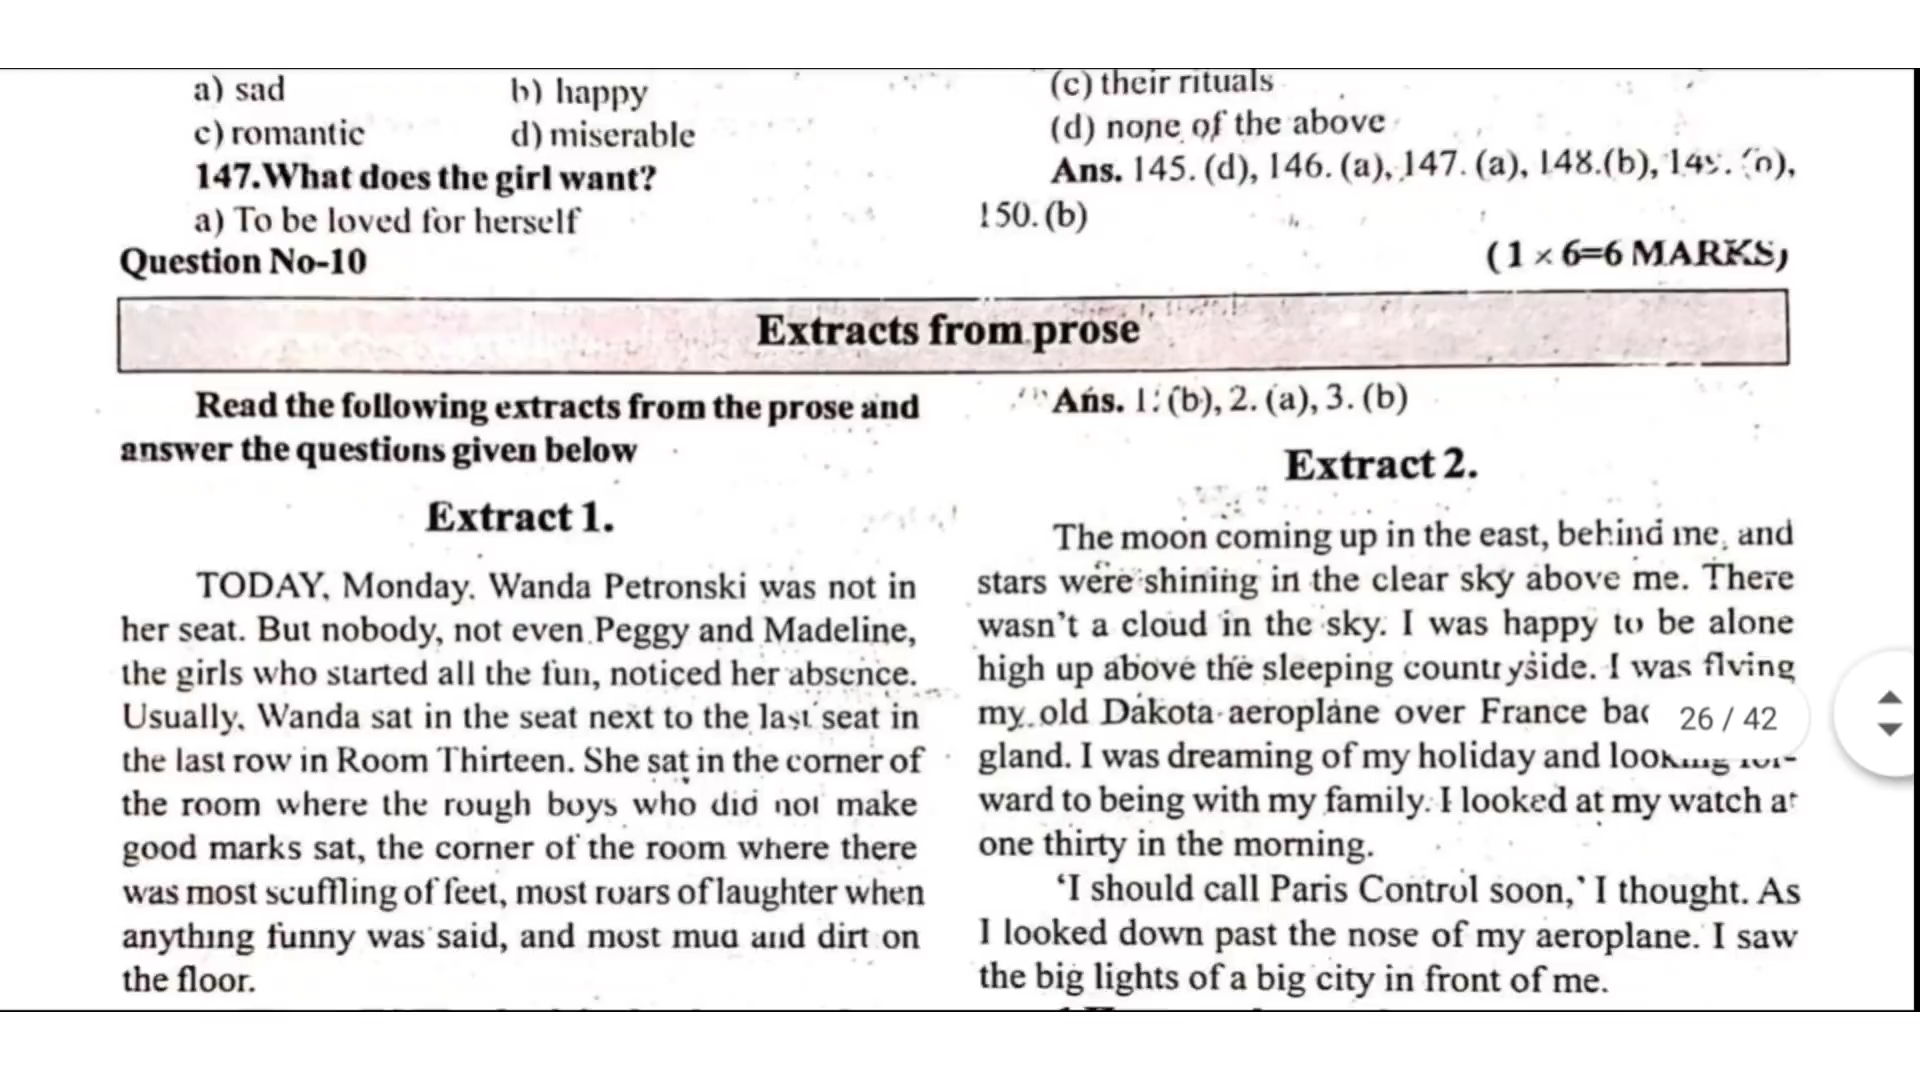 a) sad b) happy
c) romantic d) miserable
147.What does the girl want?
a) To be loved for herself
(c) their rituals
(d) none of the above
Ans. 145. (d), 146. (a), 147. (a), 148.(b),
150. (b)
Question No-10 (1 × 6=6 MARKS)
Extracts from prose
Read the following extracts from the prose and
answer the questions given below
Extract 1.
TODAY, Monday, Wanda Petronski was not in
her seat. But nobody, not even Peggy and Madeline,
the girls who started all the fun, noticed her absence.
Usually, Wanda sat in the seat next to the last seat in
the last row in Room Thirteen. She sat in the corner of
the room where the rough boys who did not make
good marks sat, the corner of the room where there
was most scuffling of feet, most roars of laughter when
anything funny was said, and most mud and dirt on
the floor.
Ans. 1. (b), 2. (a), 3. (b)
Extract 2.
The moon coming up in the east, behind me, and
stars were shining in the clear sky above me. There
wasn't a cloud in the sky. I was happy to be alone
high up above the sleeping countryside. I was flying
my old Dakota aeroplane over France
gland. I was dreaming of my holiday and looking for-
ward to being with my family. I looked at my watch at
one thirty in the morning.
'I should call Paris Control soon,' I thought. As
I looked down past the nose of my aeroplane. I saw
the big lights of a big city in front of me.
26 / 42